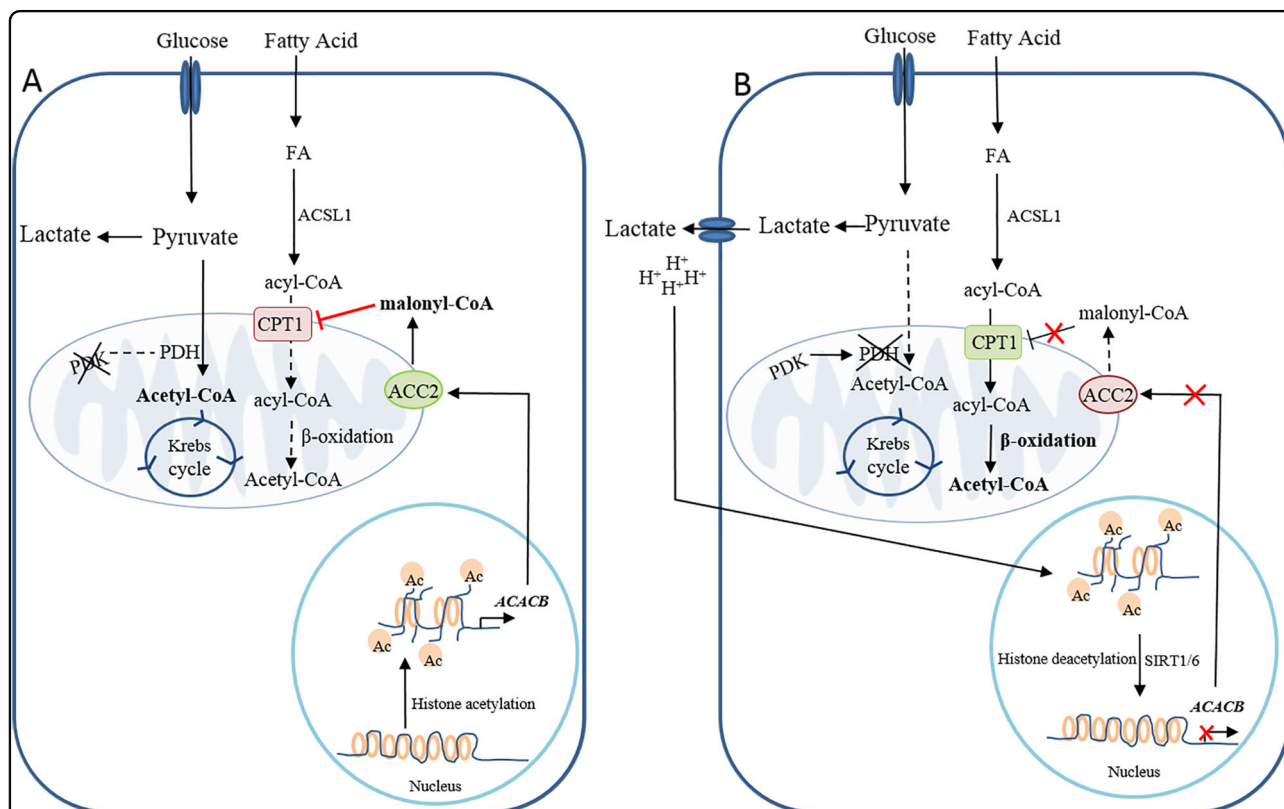 A
Glucose
Fatty Acid
FA
ACSL1
Lactate
Pyruvate
acyl-CoA
malonyl-CoA
CPT1
PDK
PDH
Acetyl-CoA
acyl-CoA
ACC2
β-oxidation
Krebs
cycle
Acetyl-CoA
Ac
Ac
ACACB
Ac
Ac
Histone acetylation
Nucleus
B
Glucose
Fatty Acid
FA
ACSL1
Lactate
Lactate
Pyruvate
H+
H+
H+
H+
acyl-CoA
malonyl-CoA
CPT1
PDK
PDH
Acetyl-CoA
acyl-CoA
ACC2
Krebs
cycle
β-oxidation
Acetyl-CoA
Ac
Ac
Ac
Ac
Histone deacetylation
SIRT1/6
ACACB
Nucleus